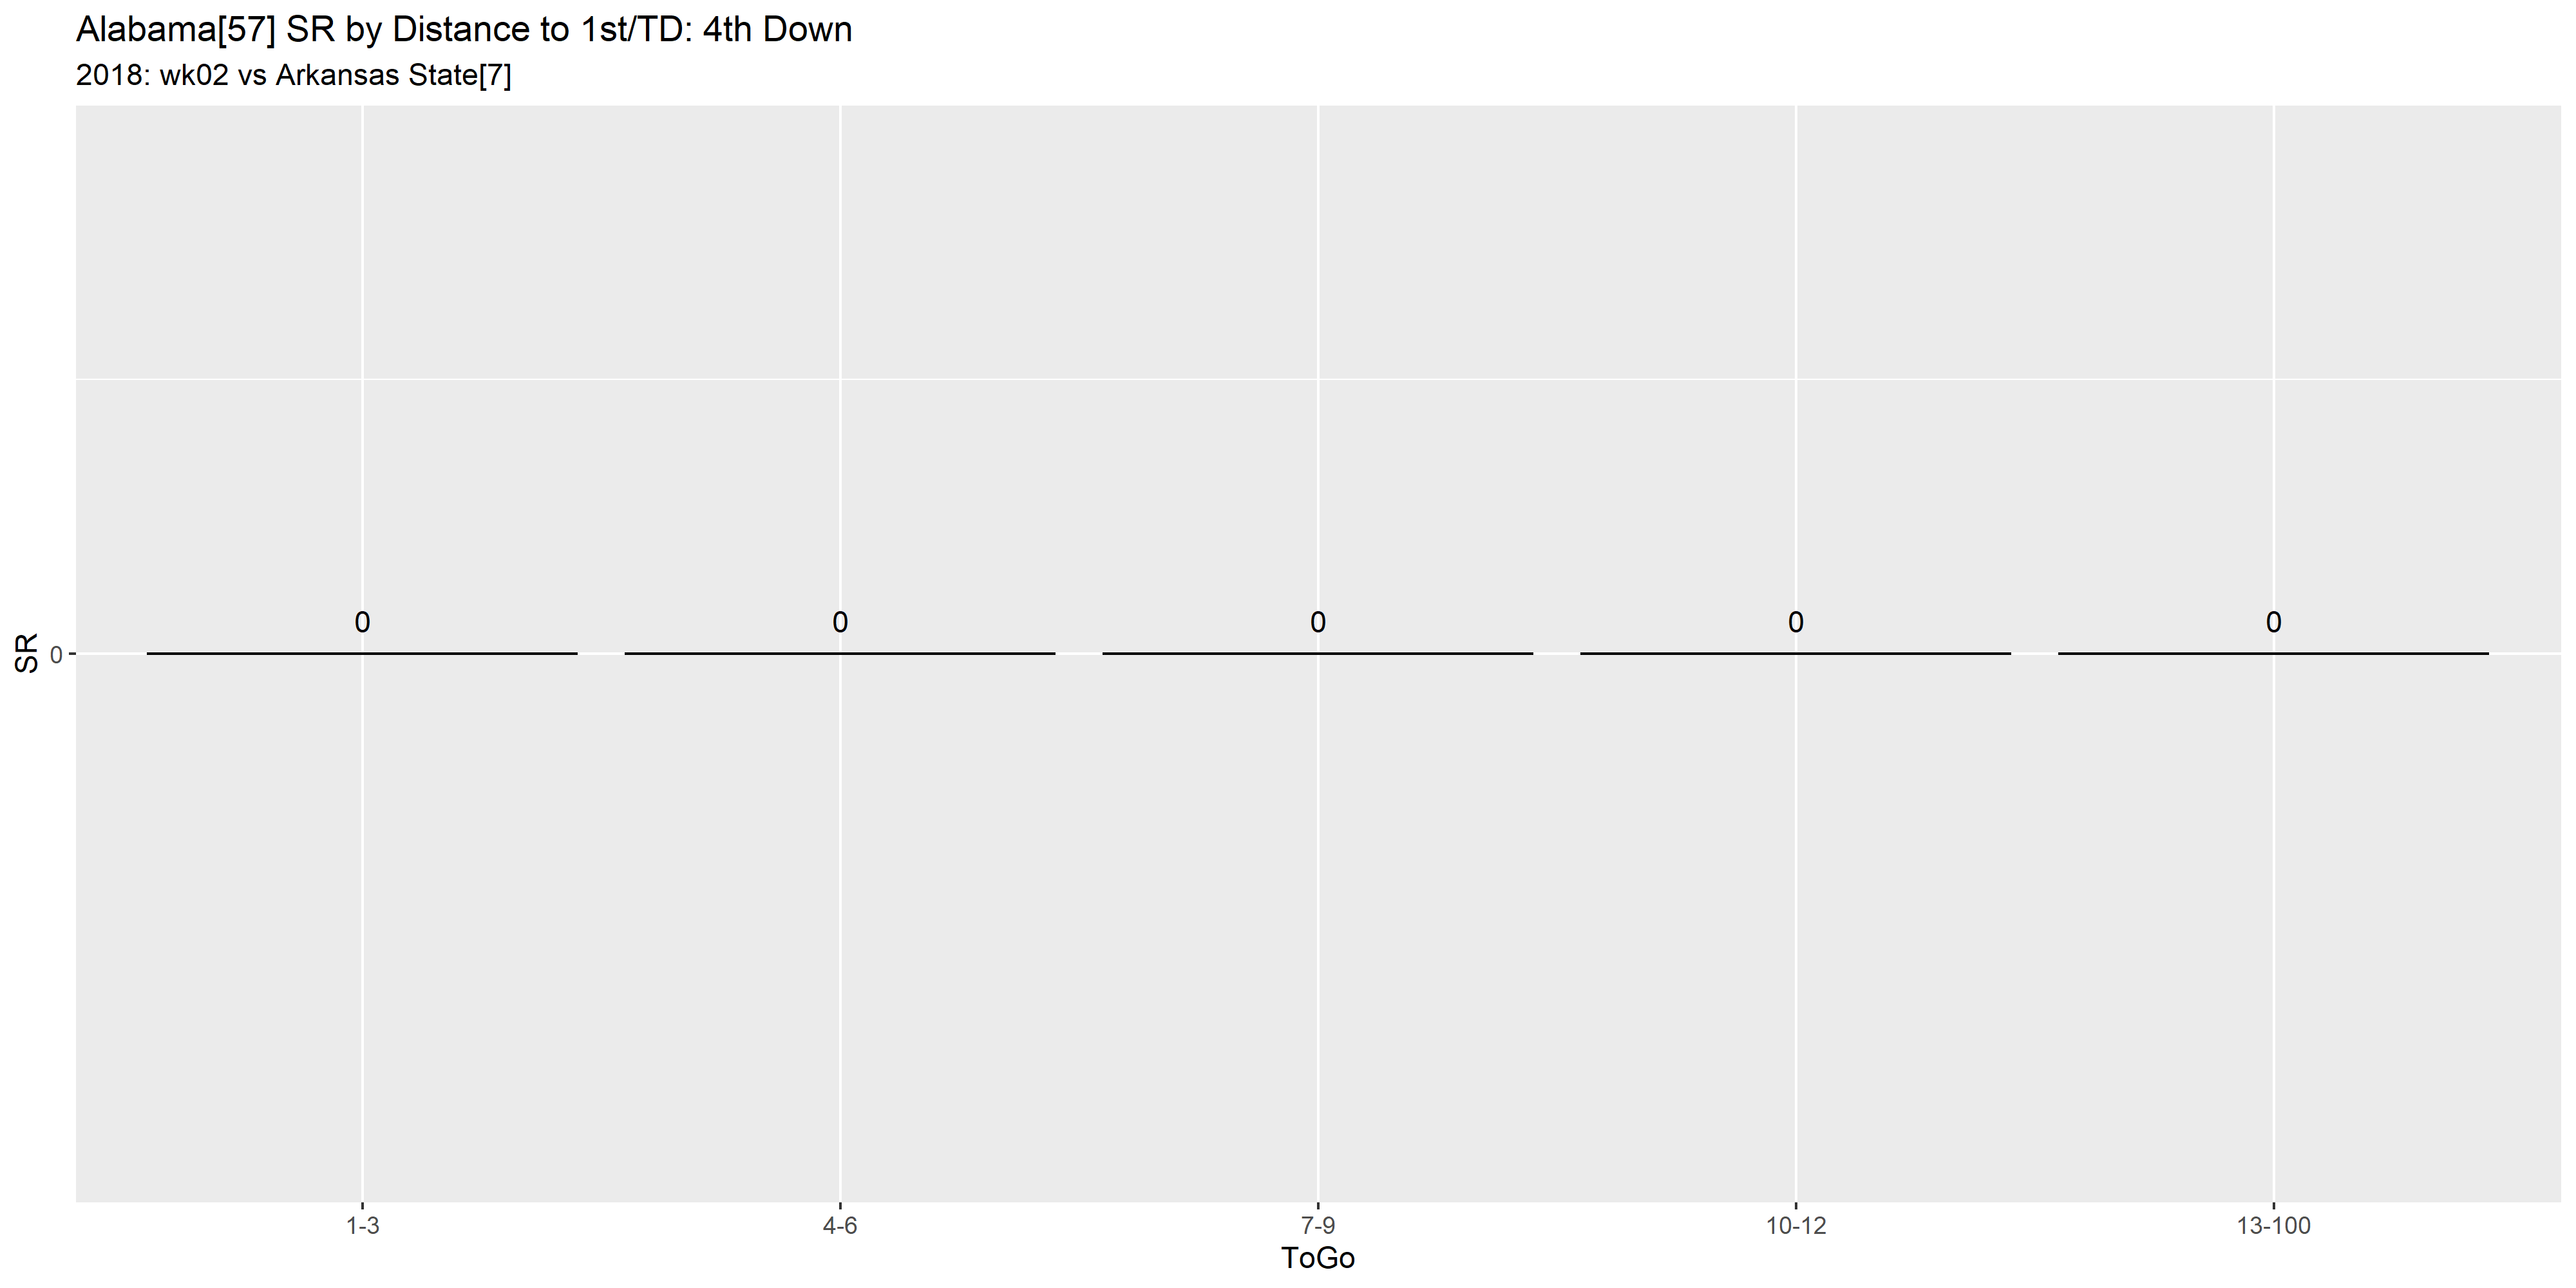 Alabama[57] SR by Distance to 1st/TD: 4th Down
2018: wk02 vs Arkansas State[7]
0 0 0 0 0
SR
0
1-3 4-6 7-9 10-12 13-100
ToGo